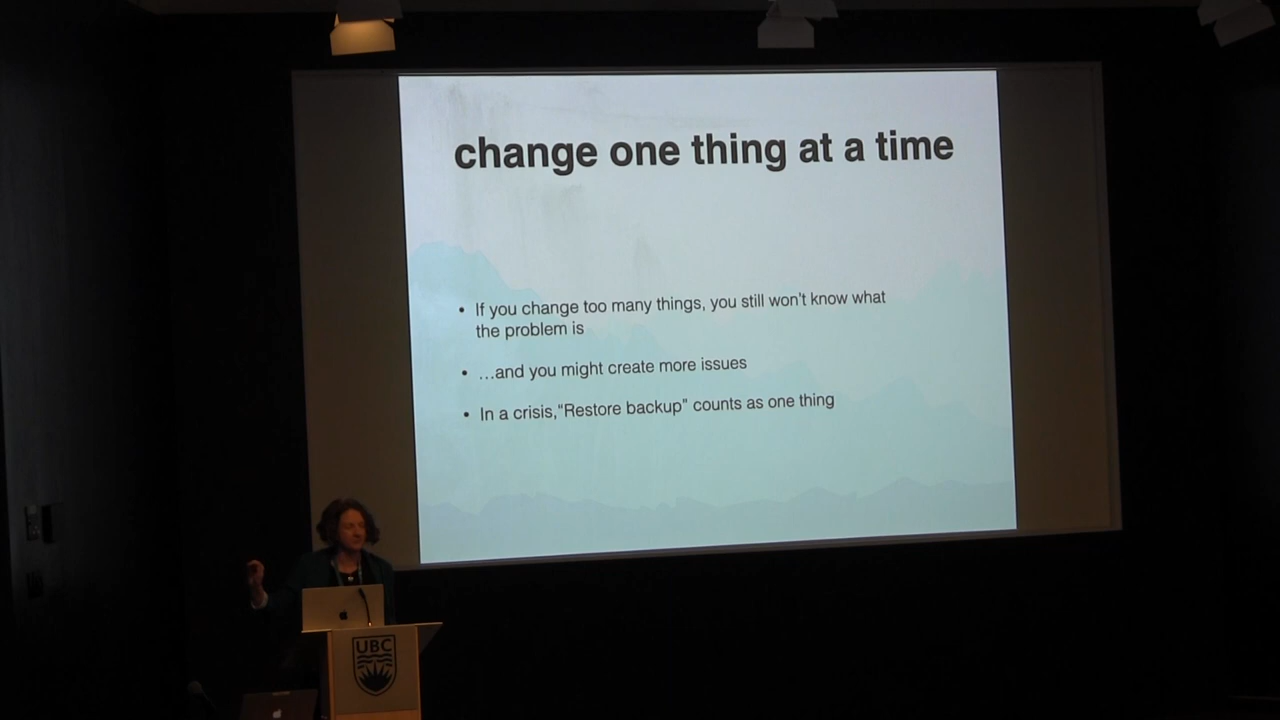 change one thing at a time
• If you change too many things, you still won't know what
the problem is
• ...and you might create more issues
• In a crisis,"Restore backup" counts as one thing
UBC